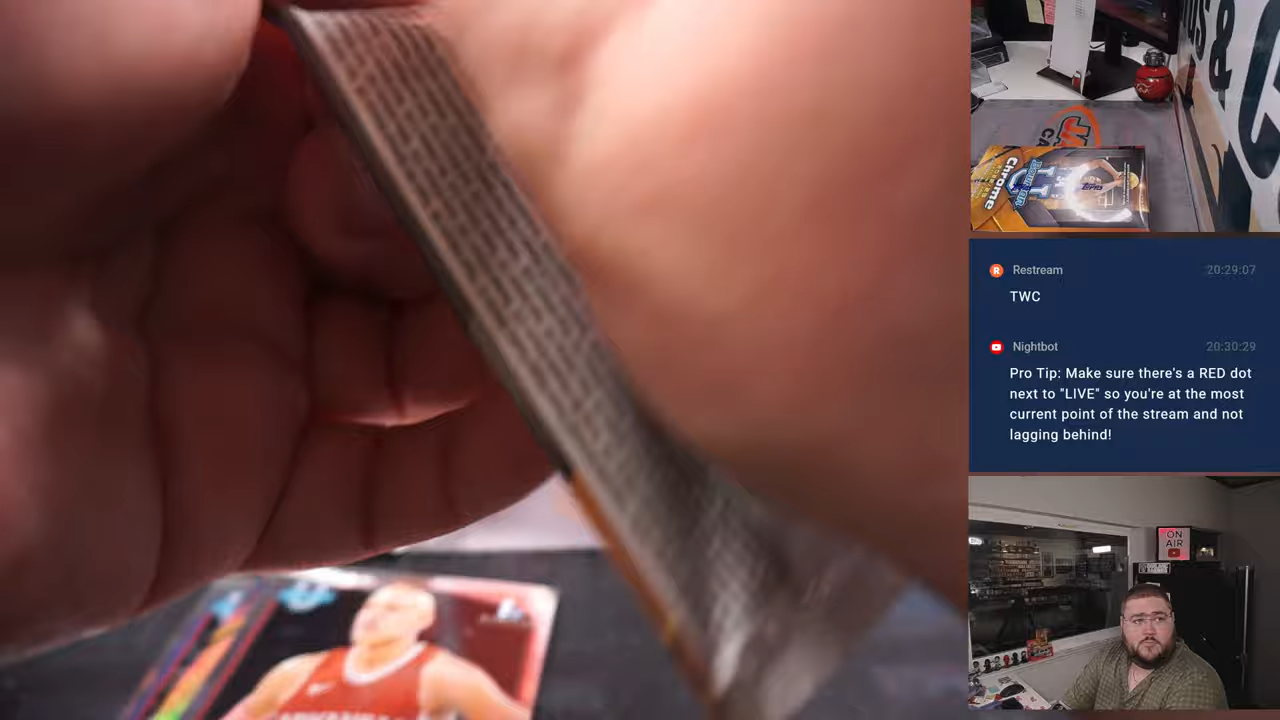 Restream 20:29:07
TWC
Nightbot 20:30:29
Pro Tip: Make sure there's a RED dot
next to "LIVE" so you're at the most
current point of the stream and not
lagging behind!
Chrome
ON
AIR